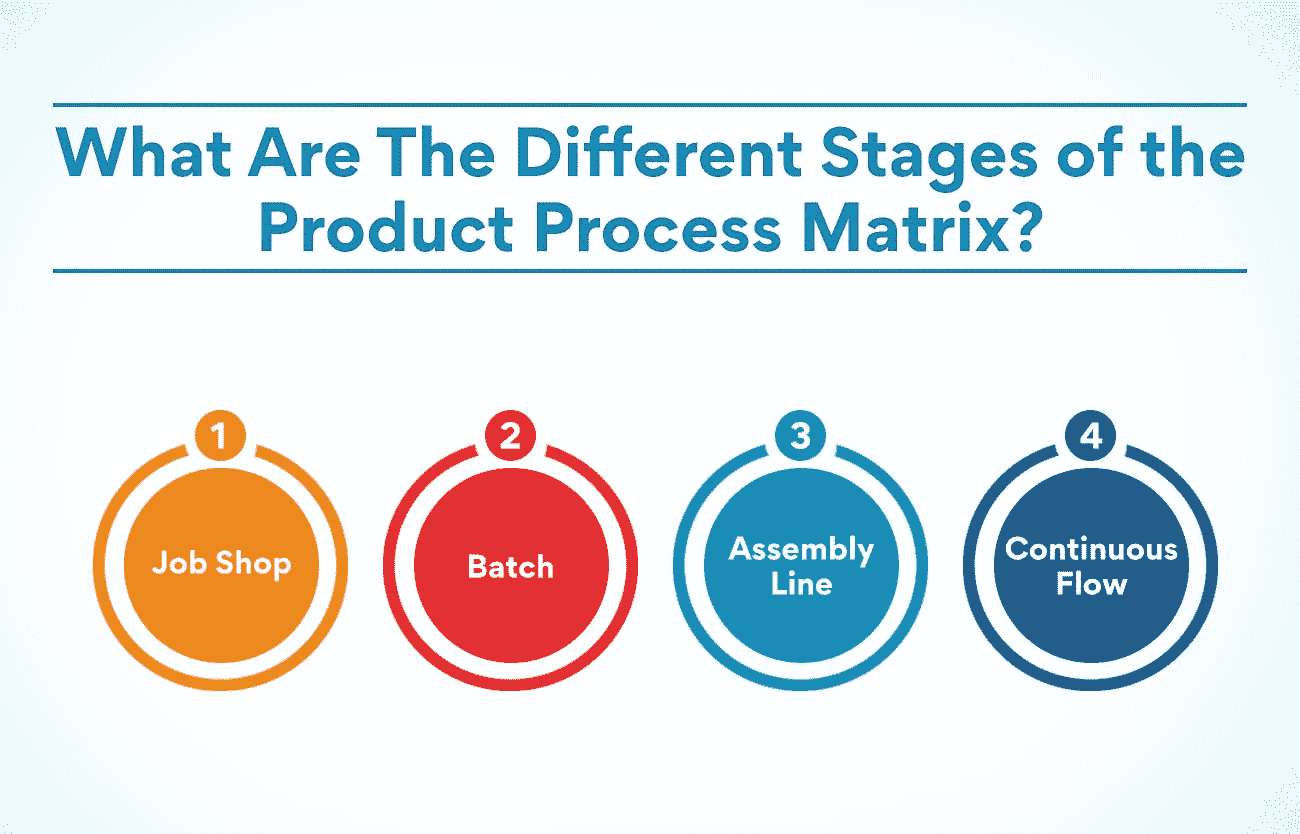 What Are The Different Stages of the
Product Process Matrix?
1
Job Shop
2
Batch
3
Assembly
Line
4
Continuous
Flow